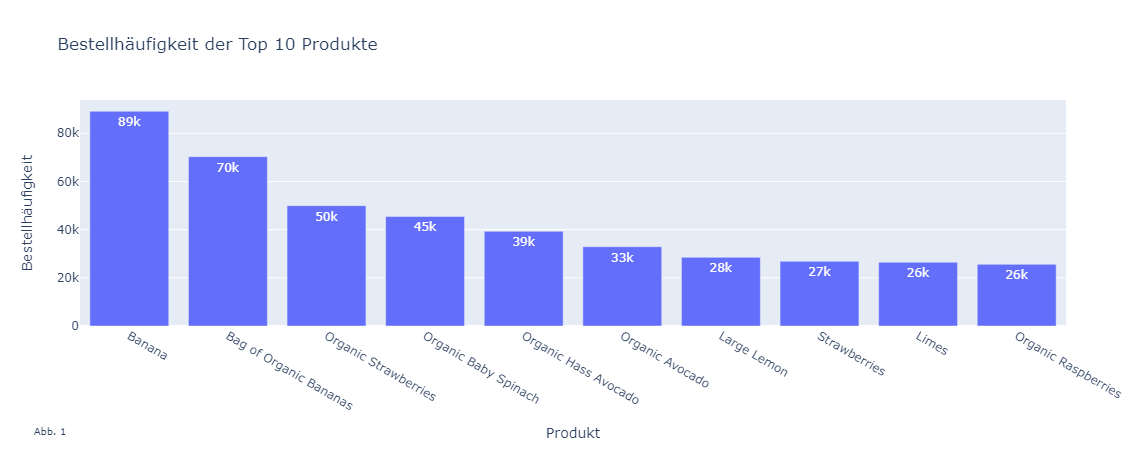 Bestellhäufigkeit der Top 10 Produkte
Bestellhäufigkeit
80k
60k
40k
20k
0
89k
70k
50k
45k
39k
33k
28k
27k
26k
26k
Banana
Bag of Organic Bananas
Organic Strawberries
Organic Baby Spinach
Organic Hass Avocado
Organic Avocado
Large Lemon
Strawberries
Limes
Organic Raspberries
Produkt
Abb. 1